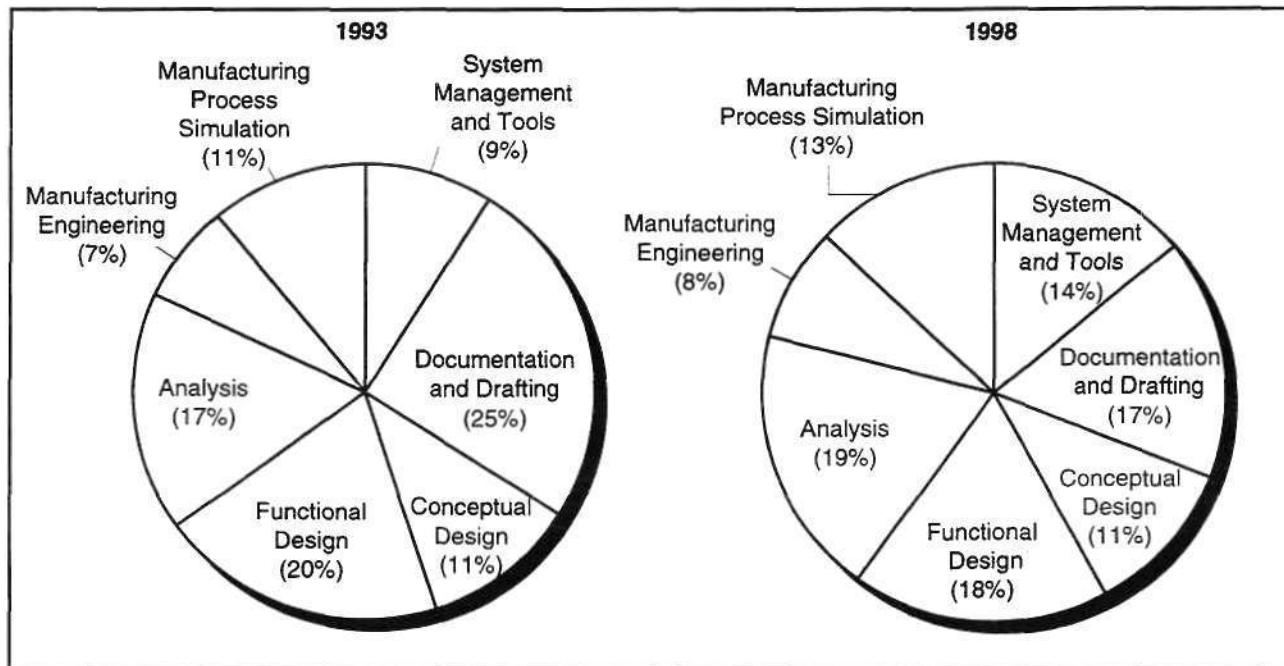 1993
Manufacturing
Process
Simulation
(11%)
System
Management
and Tools
(9%)
Manufacturing
Engineering
(7%)
Documentation
and Drafting
(25%)
Analysis
(17%)
Functional
Design
(20%)
Conceptual
Design
(11%)
1998
Manufacturing
Process Simulation
(13%)
System
Management
and Tools
(14%)
Manufacturing
Engineering
(8%)
Documentation
and Drafting
(17%)
Analysis
(19%)
Conceptual
Design
(11%)
Functional
Design
(18%)